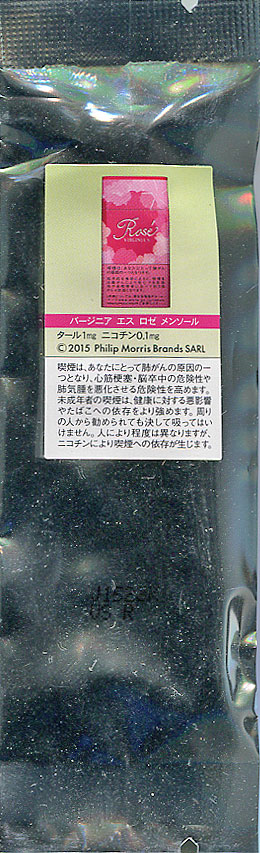 Rosé
VIRGINIA S.
バージニア エス ロゼ メンソール
タール1mg ニコチン0.1mg
©2015 Philip Morris Brands SARL
喫煙は、あなたにとって肺がんの原因の一
つとなり、心筋梗塞・脳卒中の危険性や
肺気腫を悪化させる危険性を高めます。
未成年者の喫煙は、健康に対する悪影響
やたばこへの依存をより強めます。周り
の人から勧められても決して吸ってはい
けません。人により程度は異なりますが、
ニコチンにより喫煙への依存が生じます。